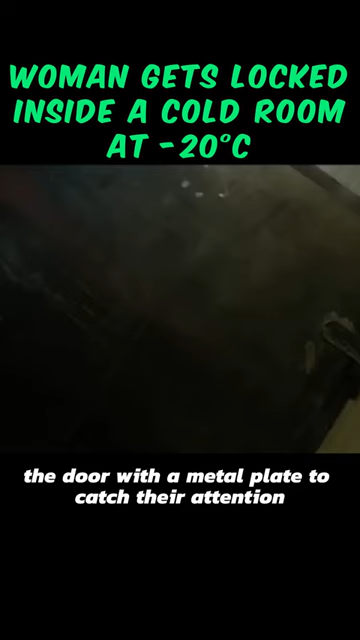 WOMAN GETS LOCKED
INSIDE A COLD ROOM
AT -20°C
the door with a metal plate to
catch their attention